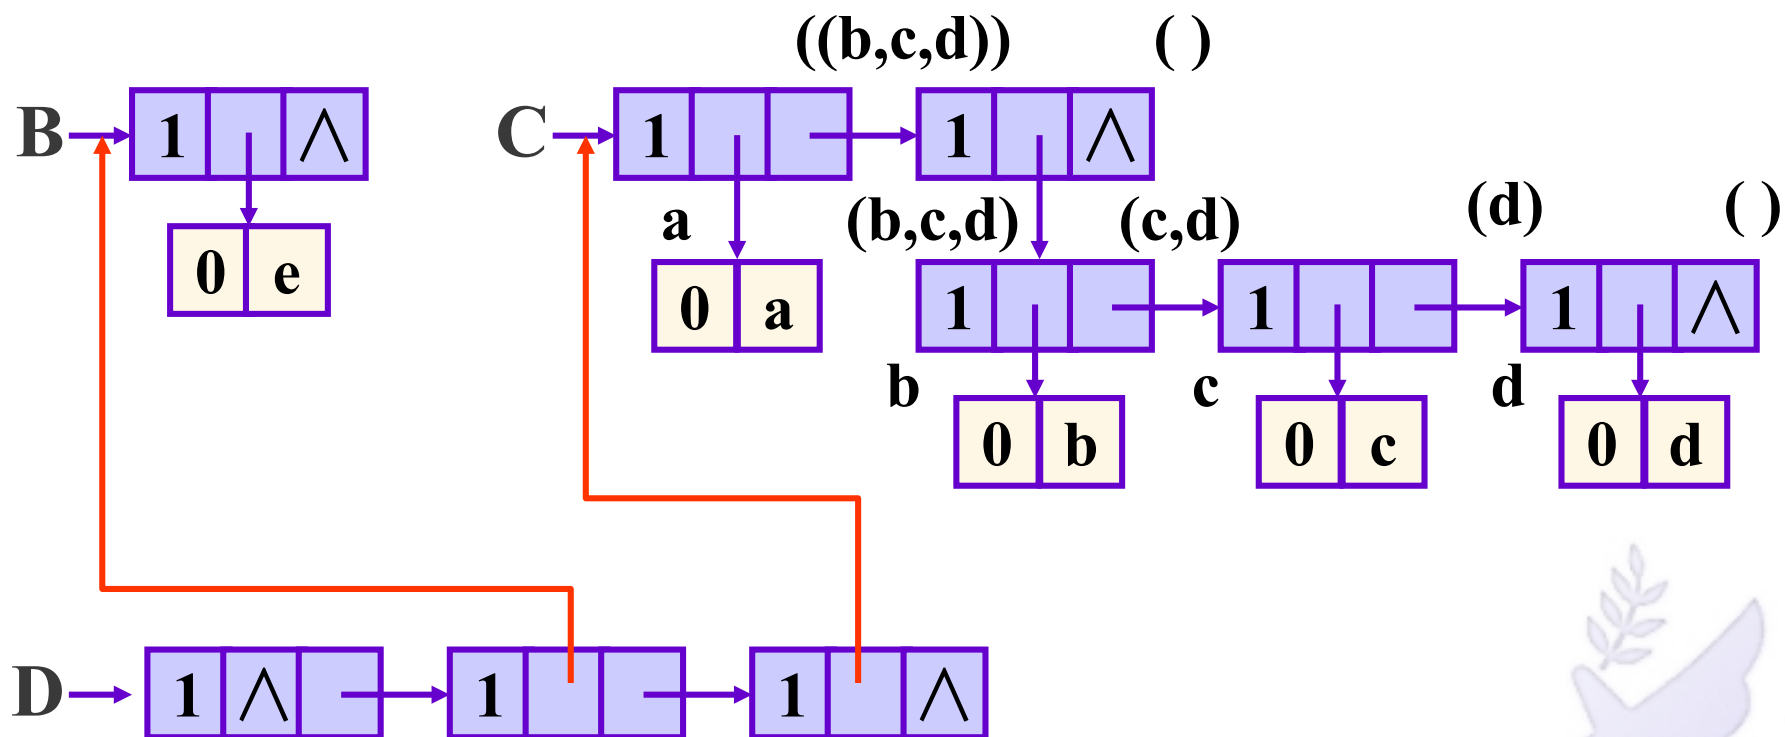 ((b,c,d)) ( )
B 1 ∧ C 1 1 ∧
a (b,c,d) (c,d) (d) ( )
0 e 0 a 1 1 1 ∧
b c d
0 b 0 c 0 d
D 1 ∧ 1 1 ∧